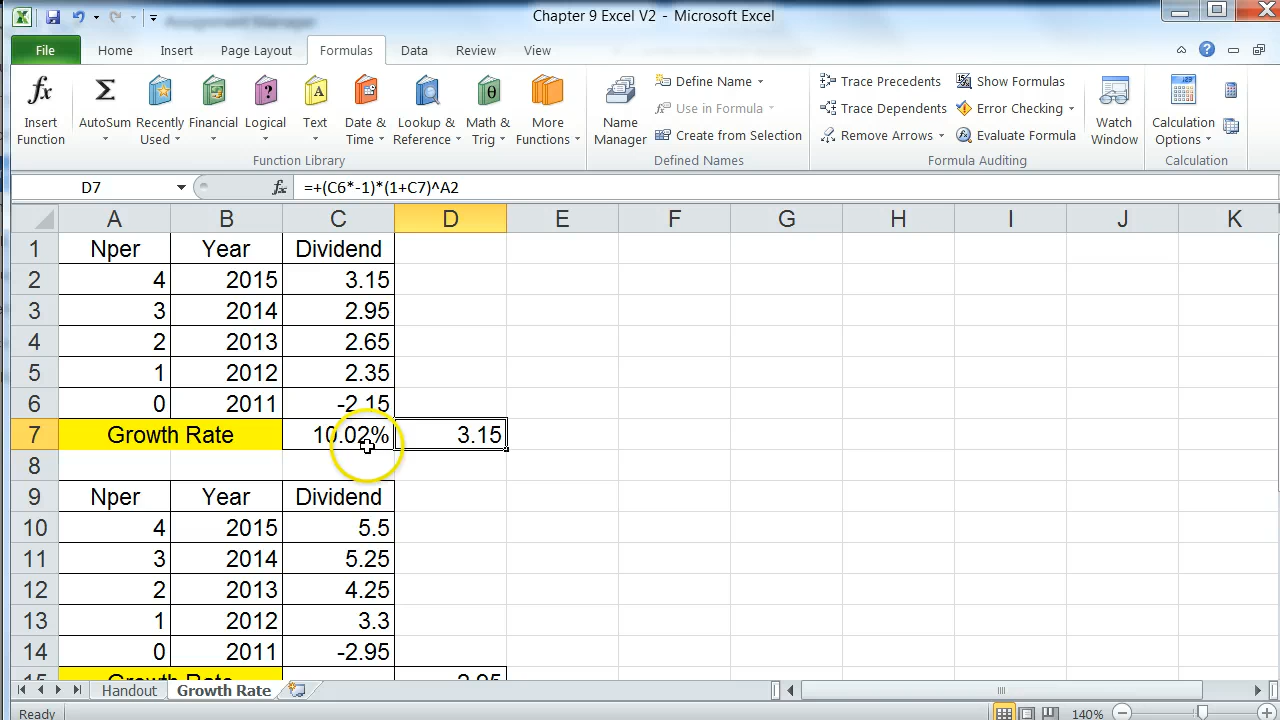 Chapter 9 Excel V2 - Microsoft Excel
File Home Insert Page Layout Formulas Data Review View
fx Σ A θ
Insert Function
AutoSum
Recently Used
Financial
Logical
Text
Date & Time
Lookup & Reference
Math & Trig
More Functions
Name Manager
Define Name
Use in Formula
Create from Selection
Trace Precedents
Trace Dependents
Remove Arrows
Show Formulas
Error Checking
Evaluate Formula
Watch Window
Calculation Options
Function Library Defined Names Formula Auditing Calculation
D7 fx =+(C6*-1)*(1+C7)^A2
A B C D E F G H I J K
1 Nper Year Dividend
2 4 2015 3.15
3 3 2014 2.95
4 2 2013 2.65
5 1 2012 2.35
6 0 2011 -2.15
7 Growth Rate 10.02% 3.15
8
9 Nper Year Dividend
10 4 2015 5.5
11 3 2014 5.25
12 2 2013 4.25
13 1 2012 3.3
14 0 2011 -2.95
15 Growth Rate 2.95
Handout Growth Rate
Ready 140%